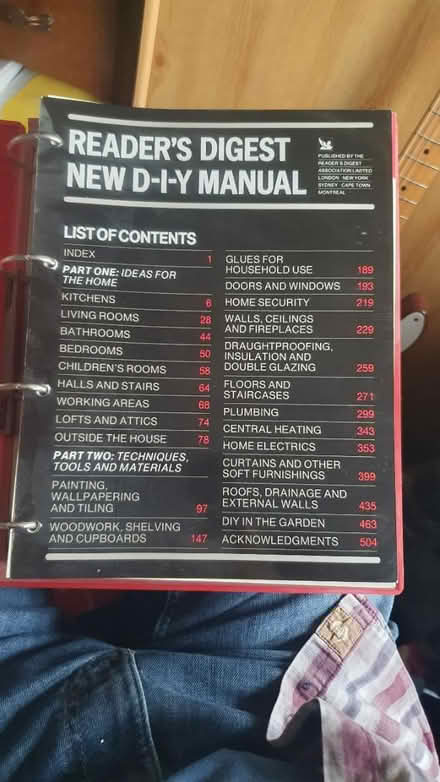 READER'S DIGEST
NEW D-I-Y MANUAL
PUBLISHED BY THE
READER'S DIGEST
ASSOCIATION LIMITED
LONDON NEW YORK
SYDNEY CAPE TOWN
MONTREAL
LIST OF CONTENTS
INDEX 1
PART ONE: IDEAS FOR
THE HOME
KITCHENS 6
LIVING ROOMS 28
BATHROOMS 44
BEDROOMS 50
CHILDREN'S ROOMS 58
HALLS AND STAIRS 64
WORKING AREAS 68
LOFTS AND ATTICS 74
OUTSIDE THE HOUSE 78
PART TWO: TECHNIQUES,
TOOLS AND MATERIALS
PAINTING,
WALLPAPERING
AND TILING 97
WOODWORK, SHELVING
AND CUPBOARDS 147
GLUES FOR
HOUSEHOLD USE 189
DOORS AND WINDOWS 193
HOME SECURITY 219
WALLS, CEILINGS
AND FIREPLACES 229
DRAUGHTPROOFING,
INSULATION AND
DOUBLE GLAZING 259
FLOORS AND
STAIRCASES 271
PLUMBING 299
CENTRAL HEATING 343
HOME ELECTRICS 353
CURTAINS AND OTHER
SOFT FURNISHINGS 399
ROOFS, DRAINAGE AND
EXTERNAL WALLS 435
DIY IN THE GARDEN 463
ACKNOWLEDGMENTS 504